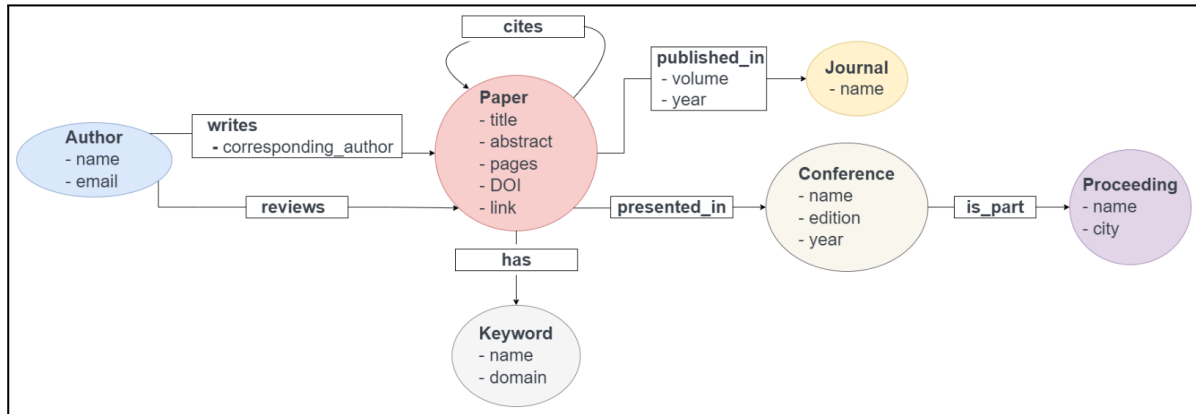 cites
published_in
- volume
- year
Journal
- name
Paper
- title
- abstract
- pages
- DOI
- link
writes
- corresponding_author
Author
- name
- email
reviews
presented_in
Conference
- name
- edition
- year
is_part
Proceeding
- name
- city
has
Keyword
- name
- domain